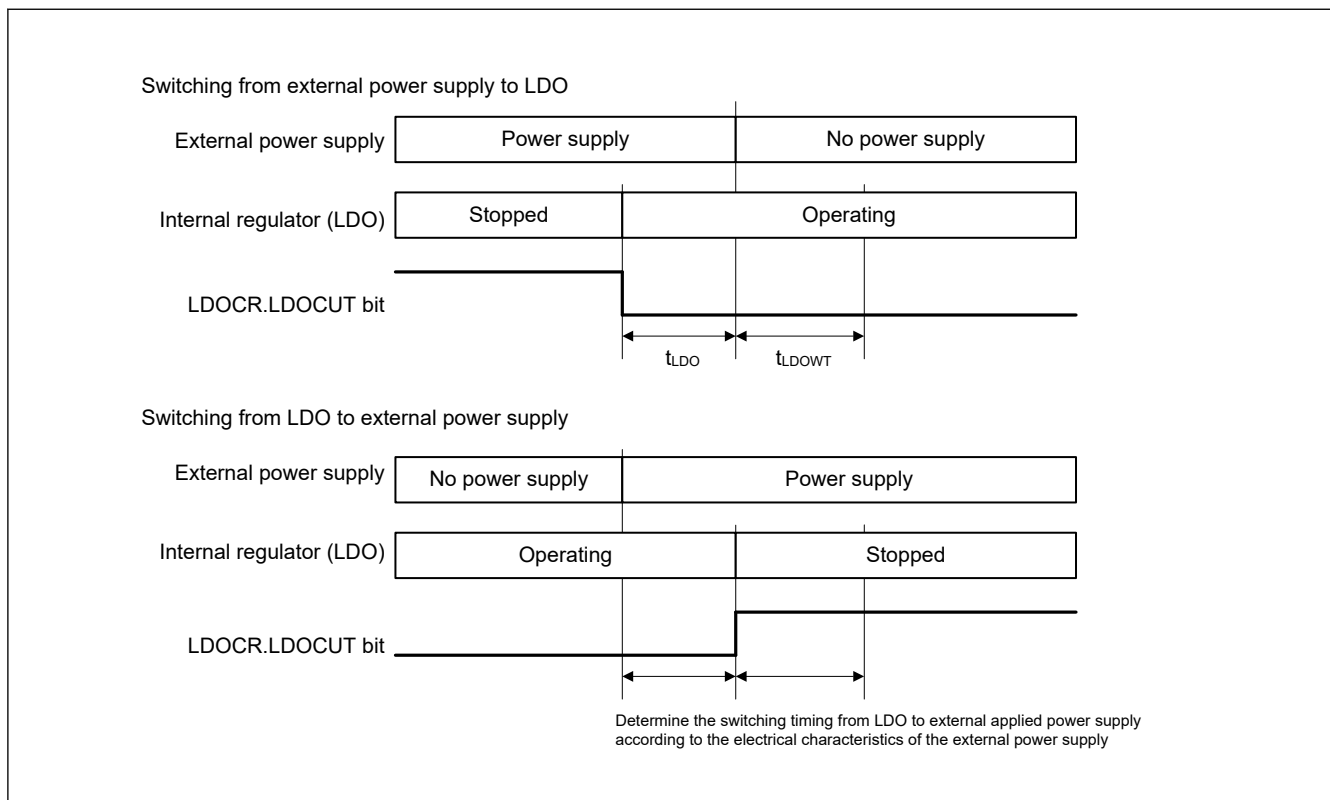 Switching from external power supply to LDO
External power supply
Power supply
No power supply
Internal regulator (LDO)
Stopped
Operating
LDOCR.LDOCUT bit
tLDO
tLDOWT
Switching from LDO to external power supply
External power supply
No power supply
Power supply
Internal regulator (LDO)
Operating
Stopped
LDOCR.LDOCUT bit
Determine the switching timing from LDO to external applied power supply
according to the electrical characteristics of the external power supply